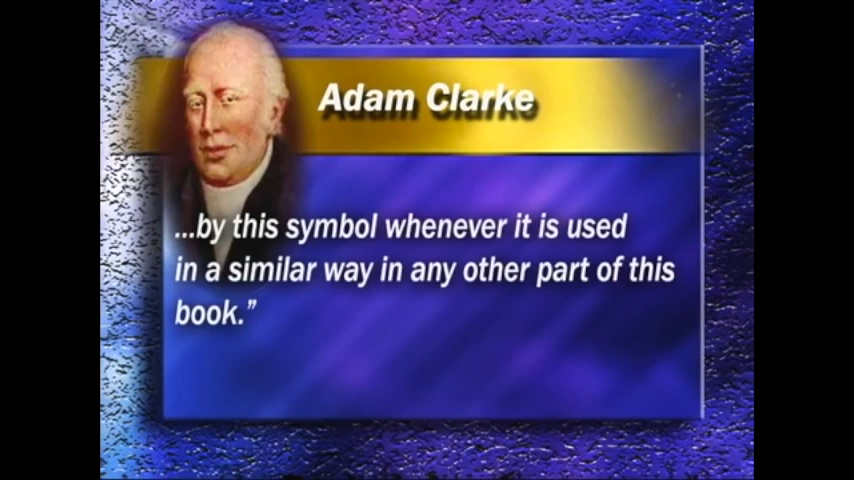 Adam Clarke
...by this symbol whenever it is used
in a similar way in any other part of this
book.”